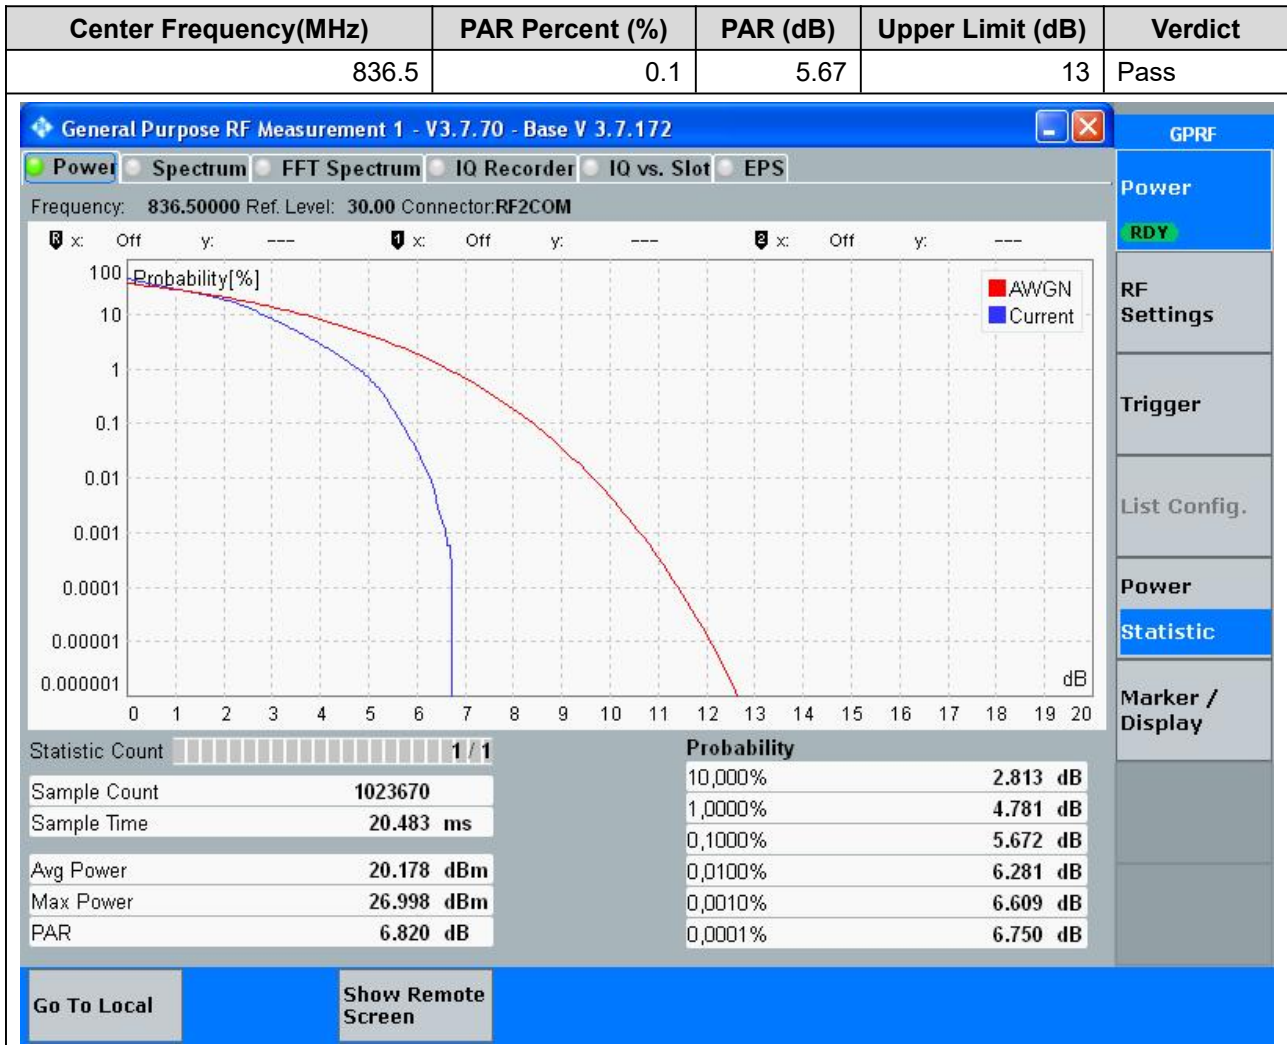 Center Frequency(MHz) PAR Percent (%) PAR (dB) Upper Limit (dB) Verdict
836.5 0.1 5.67 13 Pass
General Purpose RF Measurement 1 - V3.7.70 - Base V 3.7.172
GPRF
Power Spectrum FFT Spectrum IQ Recorder IQ vs. Slot EPS
Frequency: 836.50000 Ref. Level: 30.00 Connector:RF2COM
R x: Off y: --- 1 x: Off y: --- 2 x: Off y: ---
Probability[%]
AWGN
Current
100
10
1
0.1
0.01
0.001
0.0001
0.00001
0.000001
dB
0 1 2 3 4 5 6 7 8 9 10 11 12 13 14 15 16 17 18 19 20
Statistic Count 1 / 1
Sample Count 1023670
Sample Time 20.483 ms
Avg Power 20.178 dBm
Max Power 26.998 dBm
PAR 6.820 dB
Probability
10,000% 2.813 dB
1,0000% 4.781 dB
0,1000% 5.672 dB
0,0100% 6.281 dB
0,0010% 6.609 dB
0,0001% 6.750 dB
Power
RDY
RF
Settings
Trigger
List Config.
Power
Statistic
Marker /
Display
Go To Local
Show Remote
Screen